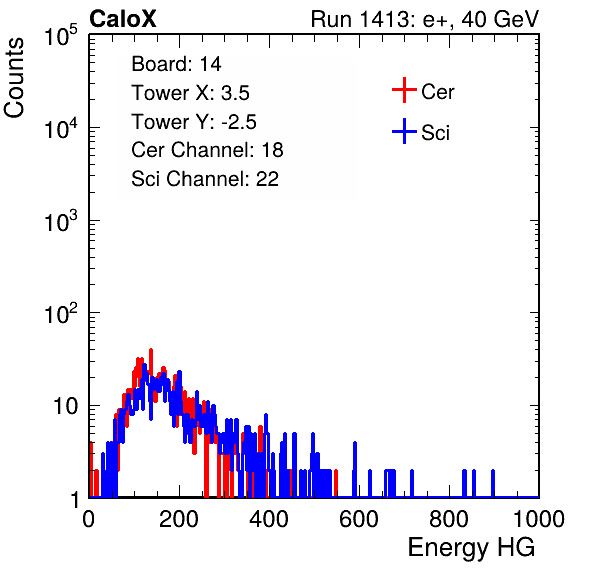 CaloX Run 1413: e+, 40 GeV
Counts
Board: 14
Tower X: 3.5
Tower Y: -2.5
Cer Channel: 18
Sci Channel: 22
Cer
Sci
10^5
10^4
10^3
10^2
10
1
0 200 400 600 800 1000
Energy HG